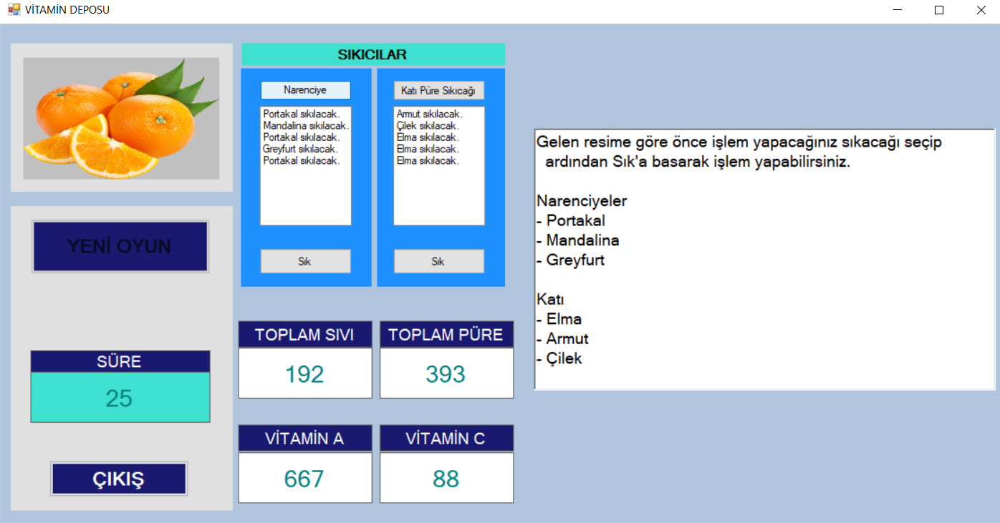 VİTAMİN DEPOSU
SIKICILAR
Narenciye
Portakal sıkılacak.
Mandalina sıkılacak.
Portakal sıkılacak.
Greyfurt sıkılacak.
Portakal sıkılacak.
Sık
Katı Püre Sıkıcağı
Armut sıkılacak.
Çilek sıkılacak.
Elma sıkılacak.
Elma sıkılacak.
Elma sıkılacak.
Sık
YENİ OYUN
SÜRE
25
ÇIKIŞ
TOPLAM SIVI
192
TOPLAM PÜRE
393
VİTAMİN A
667
VİTAMİN C
88
Gelen resime göre önce işlem yapacağınız sıkacağı seçip
ardından Sık'a basarak işlem yapabilirsiniz.
Narenciyeler
- Portakal
- Mandalina
- Greyfurt
Katı
- Elma
- Armut
- Çilek